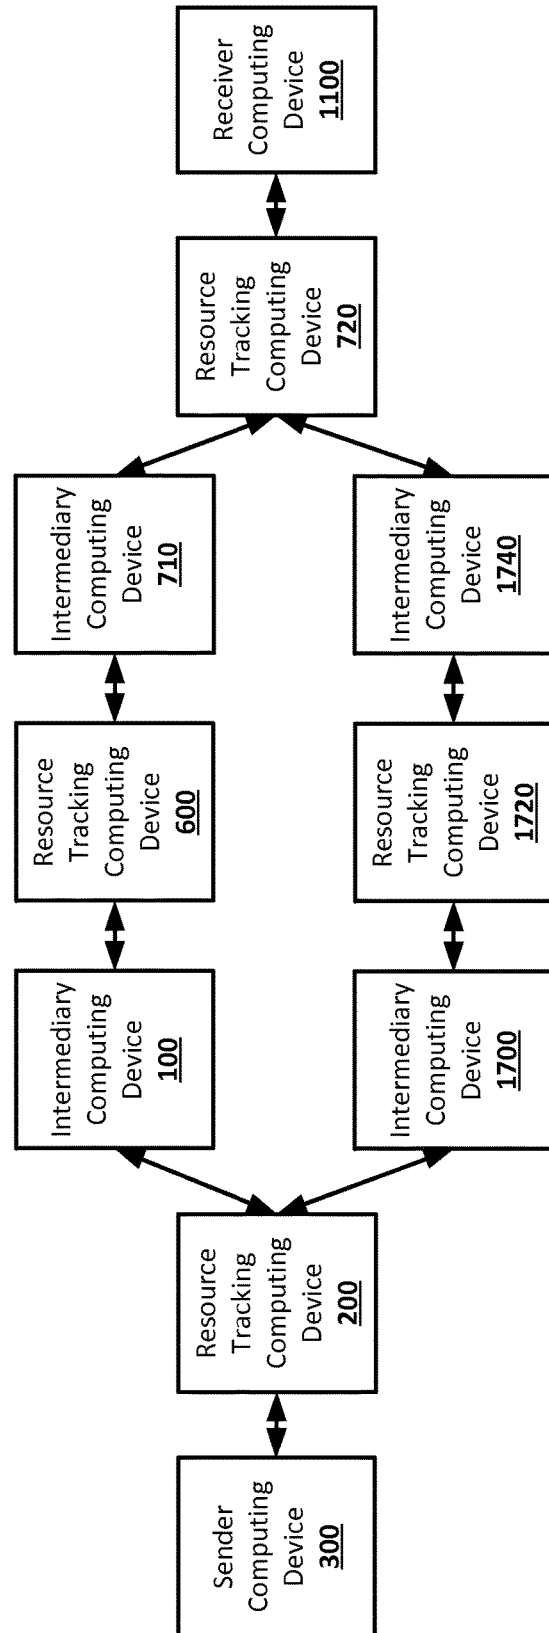 Sender
Computing
Device
300
Resource
Tracking
Computing
Device
200
Intermediary
Computing
Device
100
Resource
Tracking
Computing
Device
600
Intermediary
Computing
Device
710
Intermediary
Computing
Device
1700
Resource
Tracking
Computing
Device
1720
Intermediary
Computing
Device
1740
Resource
Tracking
Computing
Device
720
Receiver
Computing
Device
1100